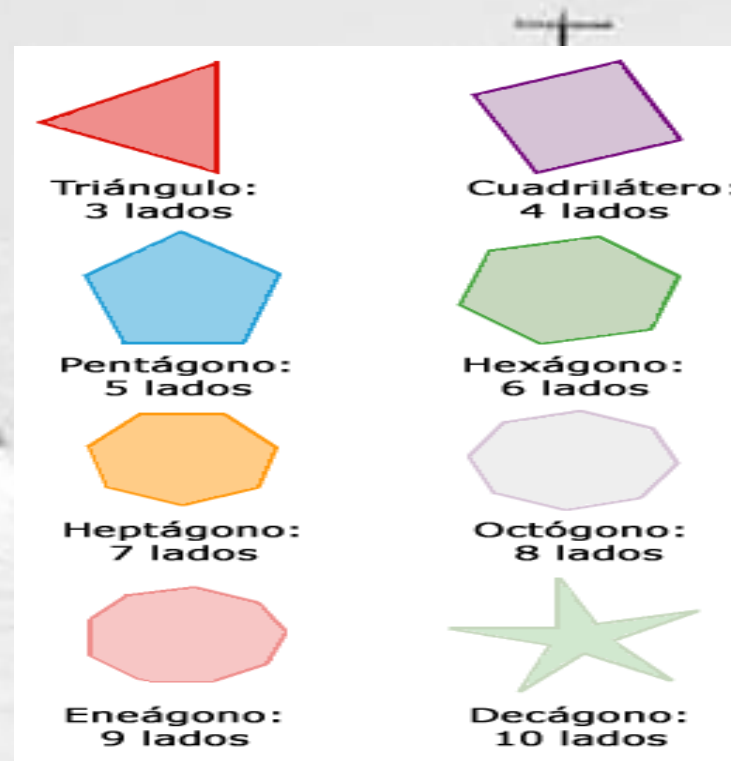 Triángulo:
3 lados
Cuadrilátero:
4 lados
Pentágono:
5 lados
Hexágono:
6 lados
Heptágono:
7 lados
Octógono:
8 lados
Eneágono:
9 lados
Decágono:
10 lados